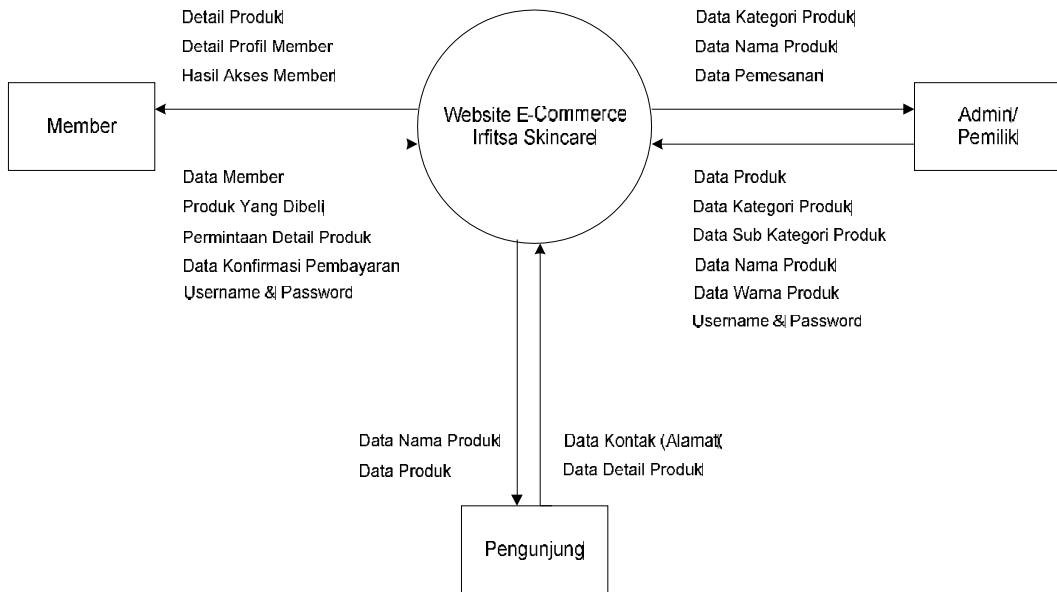 Detail Produk
Detail Profil Member
Hasil Akses Member
Data Kategori Produk
Data Nama Produk
Data Pemesanan
Member
Website E-Commerce
Irfitsa Skincare
Admin/
Pemilik
Data Member
Produk Yang Dibeli
Permintaan Detail Produk
Data Konfirmasi Pembayaran
Username & Password
Data Produk
Data Kategori Produk
Data Sub Kategori Produk
Data Nama Produk
Data Warna Produk
Username & Password
Data Nama Produk
Data Produk
Data Kontak (Alamat(
Data Detail Produk
Pengunjung